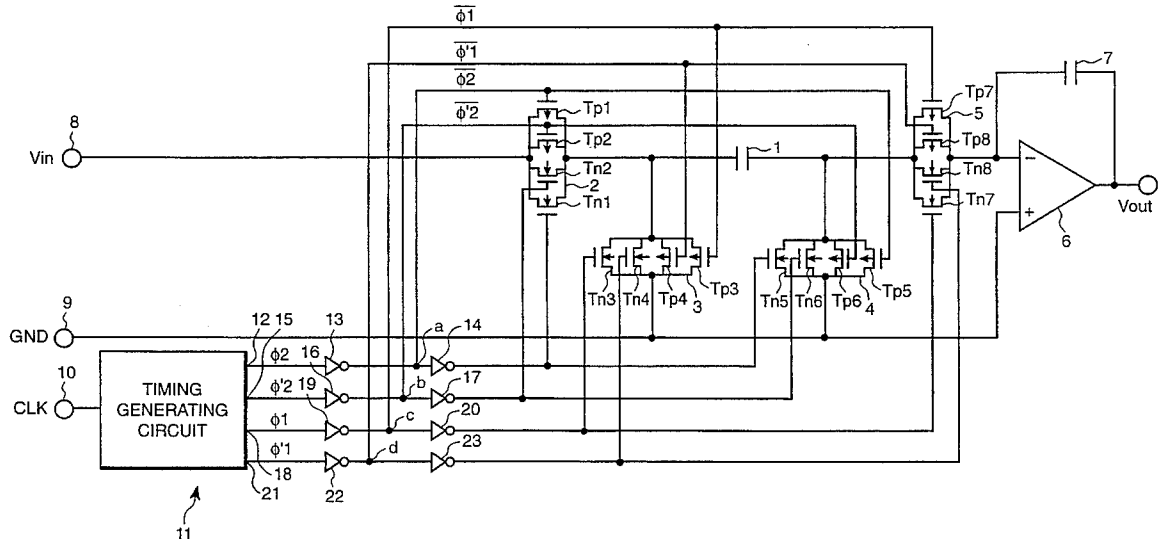 φ1̅
φ'1̅
φ2̅
φ'2̅
7
8
Vin
Tp1
Tp2
Tn2
2
Tn1
1
Tp7
5
Tp8
Tn8
Tn7
6
Vout
Tn3
Tn4
Tp4
3
Tp3
Tn5
Tn6
Tp6
4
Tp5
9
GND
10
CLK
TIMING
GENERATING
CIRCUIT
11
12
15
13
a
14
φ2
16
φ'2
b
17
19
φ1
c
20
φ'1
d
23
18
21
22